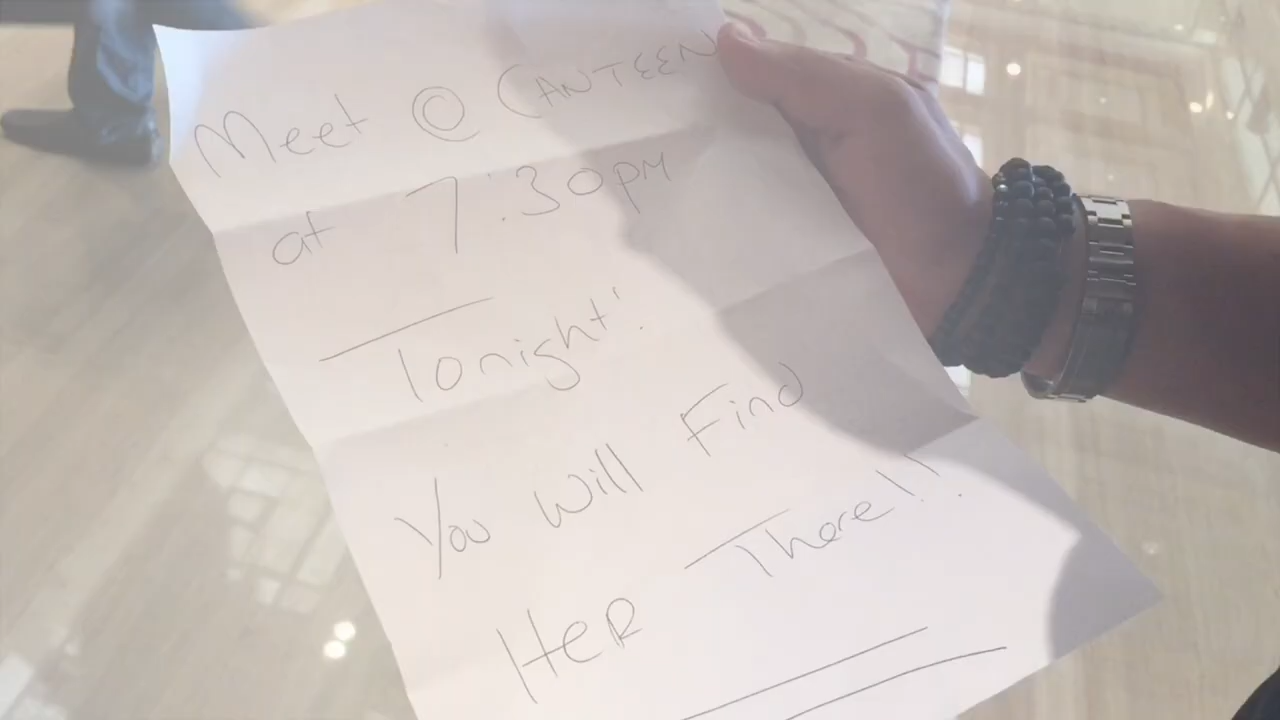 Meet @ CANTEEN
at 7:30pm
Tonight!
You Will Find
HER There!!